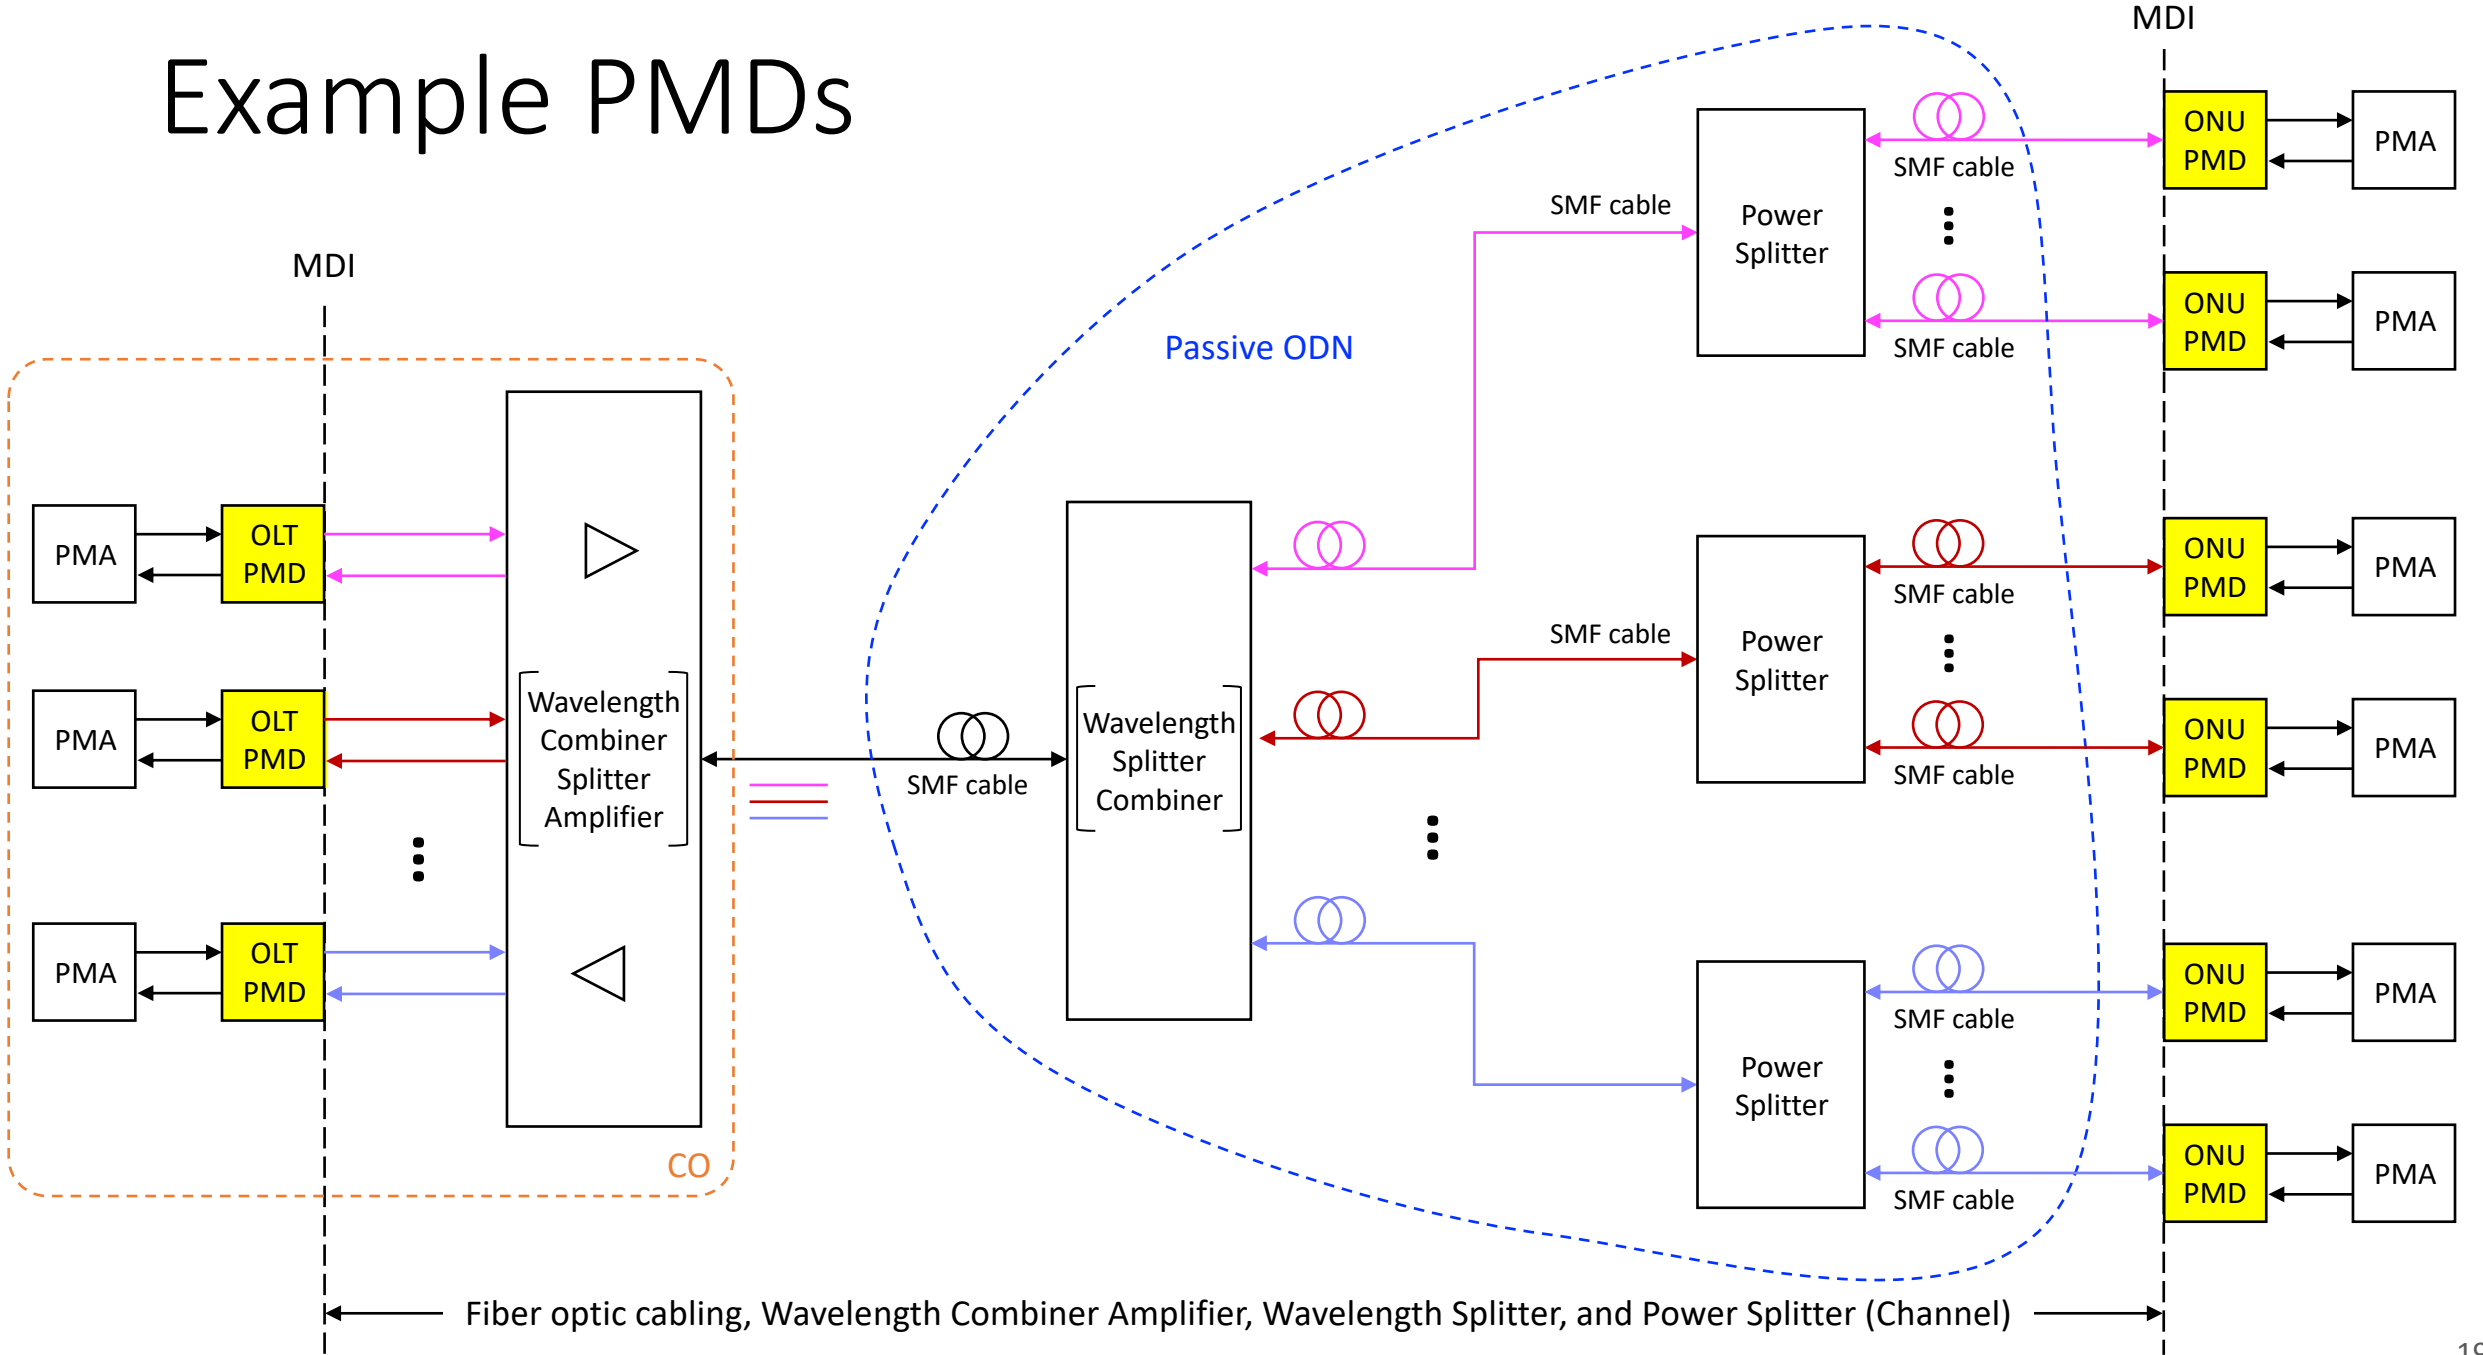 Example PMDs
MDI
MDI
CO
PMA
OLT
PMD
PMA
OLT
PMD
PMA
OLT
PMD
Wavelength
Combiner
Splitter
Amplifier
SMF cable
Passive ODN
Wavelength
Splitter
Combiner
SMF cable
Power
Splitter
SMF cable
SMF cable
ONU
PMD
PMA
ONU
PMD
PMA
SMF cable
Power
Splitter
SMF cable
SMF cable
ONU
PMD
PMA
ONU
PMD
PMA
Power
Splitter
SMF cable
SMF cable
ONU
PMD
PMA
ONU
PMD
PMA
Fiber optic cabling, Wavelength Combiner Amplifier, Wavelength Splitter, and Power Splitter (Channel)